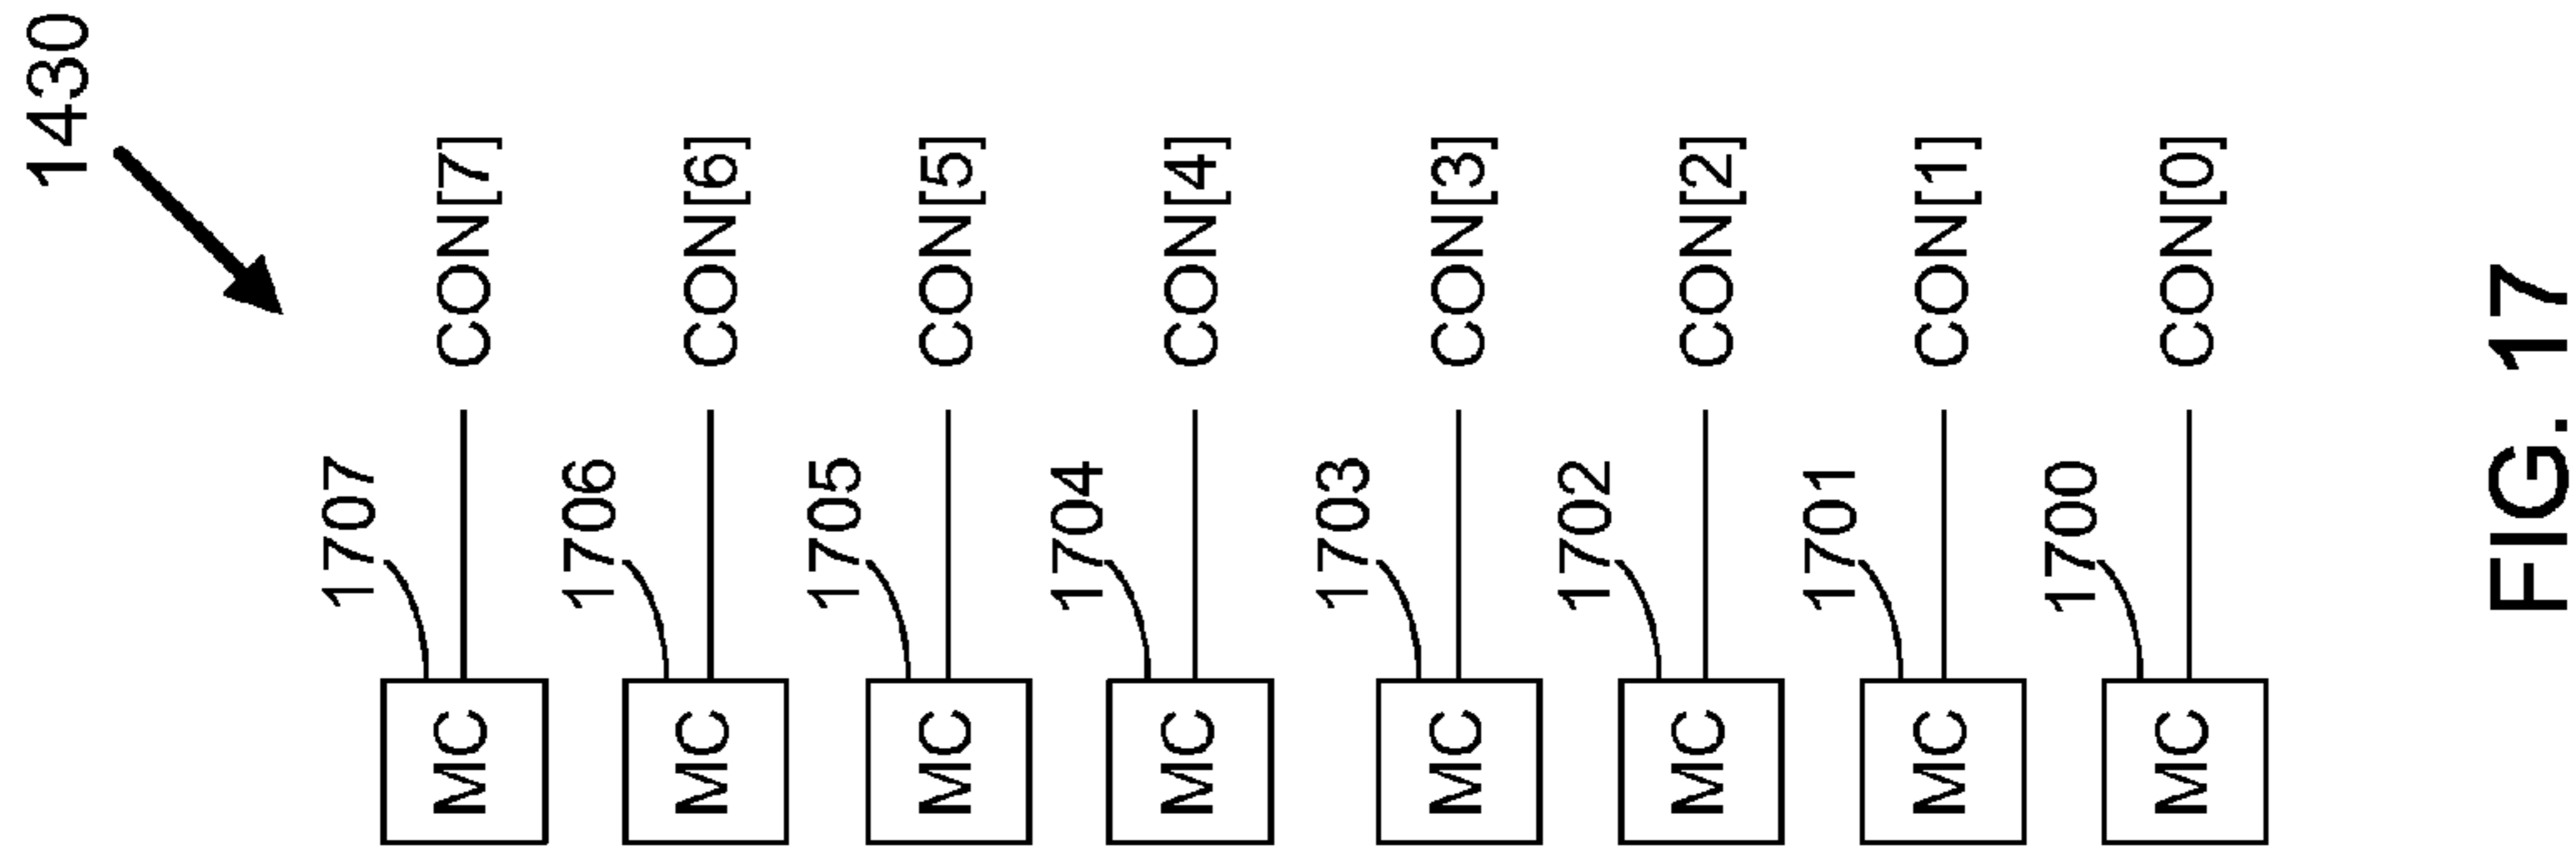 1430
1707
MC CON[7]
1706
MC CON[6]
1705
MC CON[5]
1704
MC CON[4]
1703
MC CON[3]
1702
MC CON[2]
1701
MC CON[1]
1700
MC CON[0]
FIG. 17